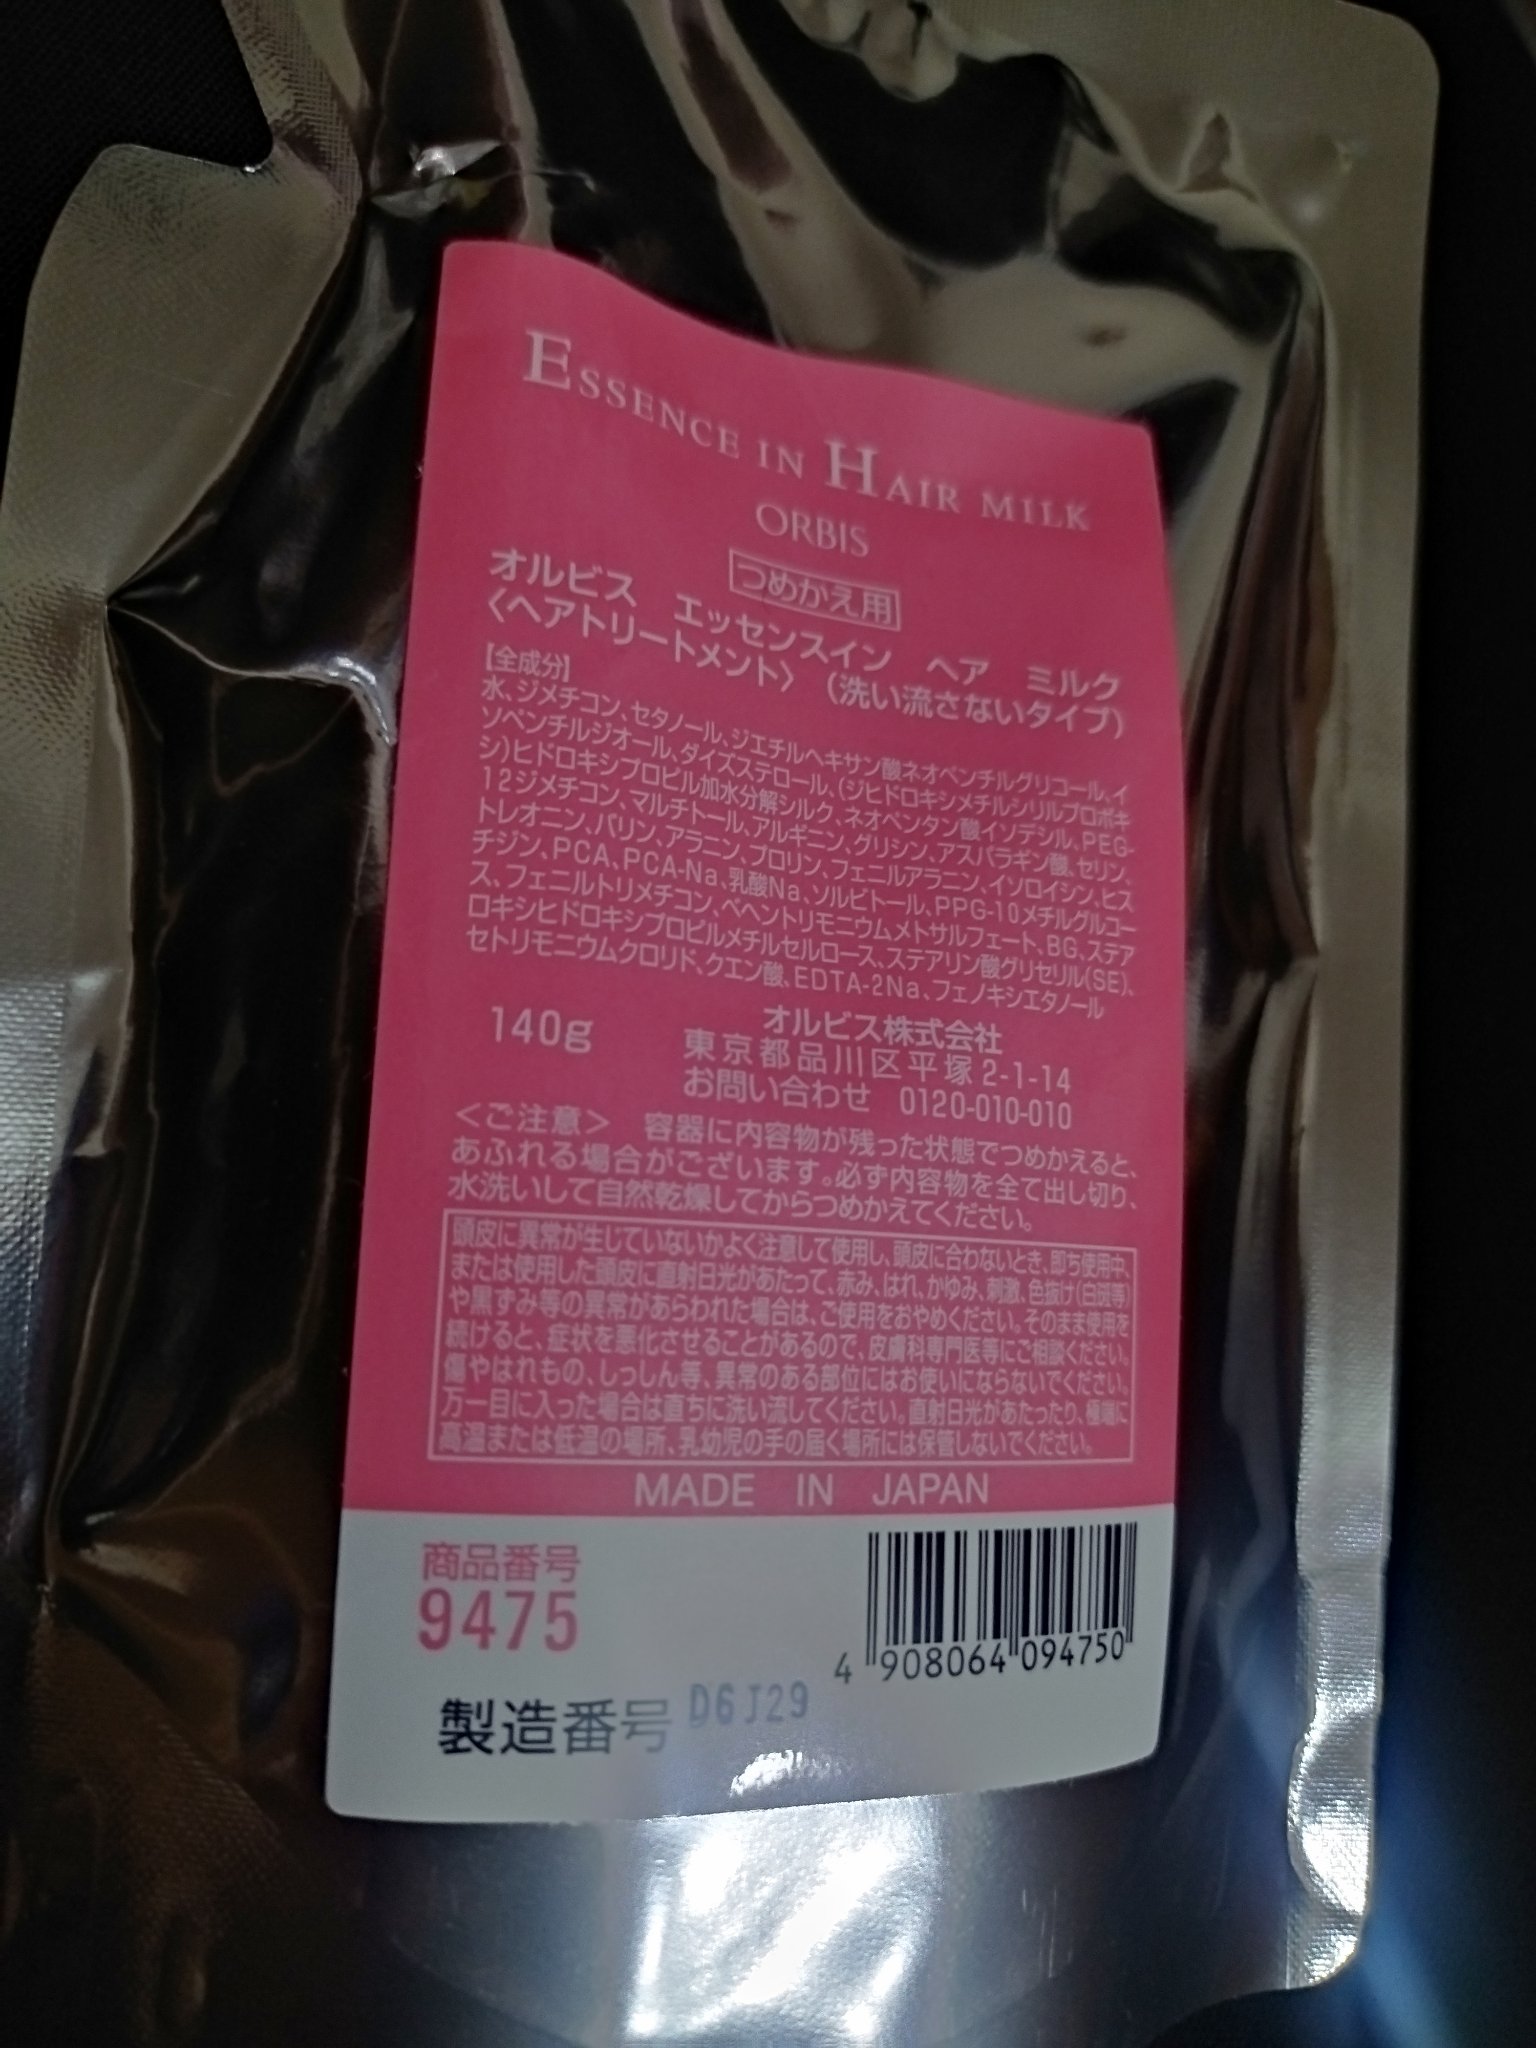 ESSENCE IN HAIR MILK
ORBIS
つめかえ用
オルビス エッセンスイン ヘア ミルク
〈ヘアトリートメント〉(洗い流さないタイプ)
【全成分】
水、ジメチコン、セタノール、ジエチルヘキサン酸ネオペンチルグリコール、イ
ソペンチルジオール、ダイズステロール、(ジヒドロキシメチルシリルプロポキ
シ)ヒドロキシプロピル加水分解シルク、ネオペンタン酸イソデシル、PEG-
12ジメチコン、マルチトール、アルギニン、グリシン、アスパラギン酸、セリン、
トレオニン、バリン、アラニン、プロリン、フェニルアラニン、イソロイシン、ヒス
チジン、PCA、PCA-Na、乳酸Na、ソルビトール、PPG-10メチルグルコー
ス、フェニルトリメチコン、ベヘントリモニウムメトサルフェート、BG、ステア
ロキシヒドロキシプロピルメチルセルロース、ステアリン酸グリセリル(SE)、
セトリモニウムクロリド、クエン酸、EDTA-2Na、フェノキシエタノール
140g
オルビス株式会社
東京都品川区平塚2-1-14
お問い合わせ 0120-010-010
＜ご注意＞ 容器に内容物が残った状態でつめかえると、
あふれる場合がございます。必ず内容物を全て出し切り、
水洗いして自然乾燥してからつめかえてください。
頭皮に異常が生じていないかよく注意して使用し、頭皮に合わないとき、即ち使用中、
または使用した頭皮に直射日光があたって、赤み、はれ、かゆみ、刺激、色抜け(白斑等)
や黒ずみ等の異常があらわれた場合は、ご使用をおやめください。そのまま使用を
続けると、症状を悪化させることがあるので、皮膚科専門医等にご相談ください。
傷やはれもの、しっしん等、異常のある部位にはお使いにならないでください。
万一目に入った場合は直ちに洗い流してください。直射日光があたったり、極端に
高温または低温の場所、乳幼児の手の届く場所には保管しないでください。
MADE IN JAPAN
商品番号
9475
4 908064 094750
製造番号 D6J29